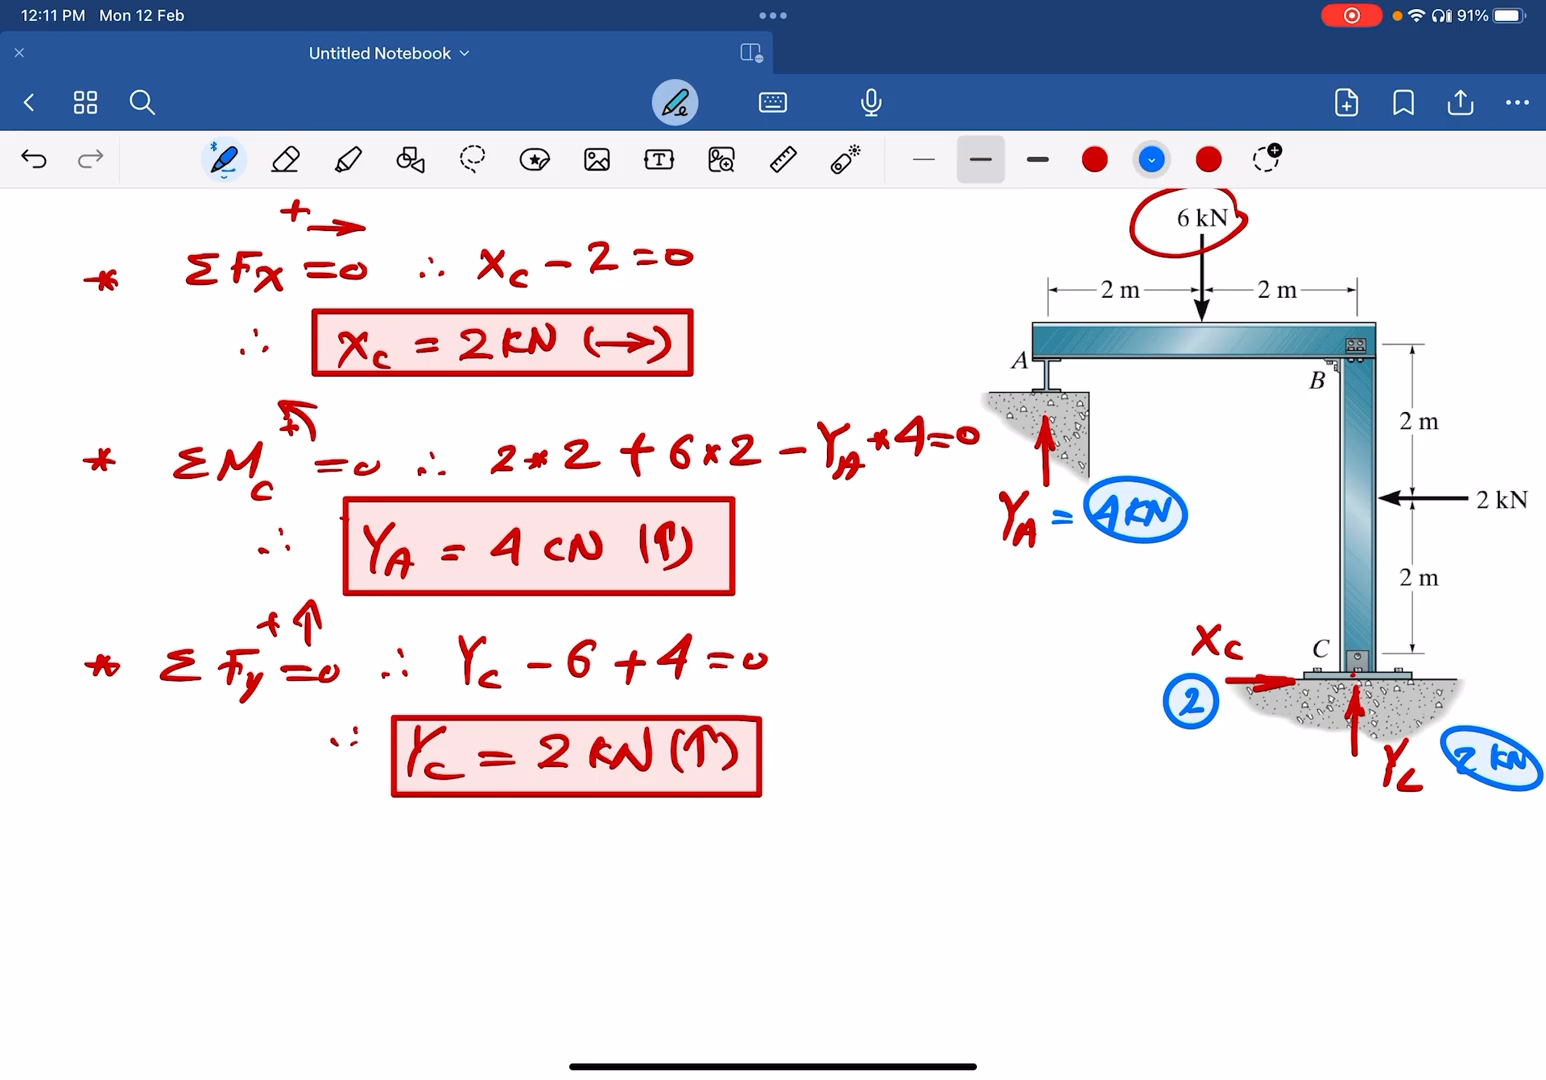 12:11 PM Mon 12 Feb
91%
Untitled Notebook
+ →
* ΣFx = 0 ∴ Xc - 2 = 0
∴ Xc = 2 KN (→)
* ΣMc = 0 ∴ 2*2 + 6*2 - YA*4 = 0
∴ YA = 4 CN (↑)
+ ↑
* ΣFy = 0 ∴ Yc - 6 + 4 = 0
∴ Yc = 2 KN (↑)
6 kN
2 m
2 m
A
B
2 m
YA = 4 KN
2 kN
2 m
Xc
C
2
Yc
2 KN